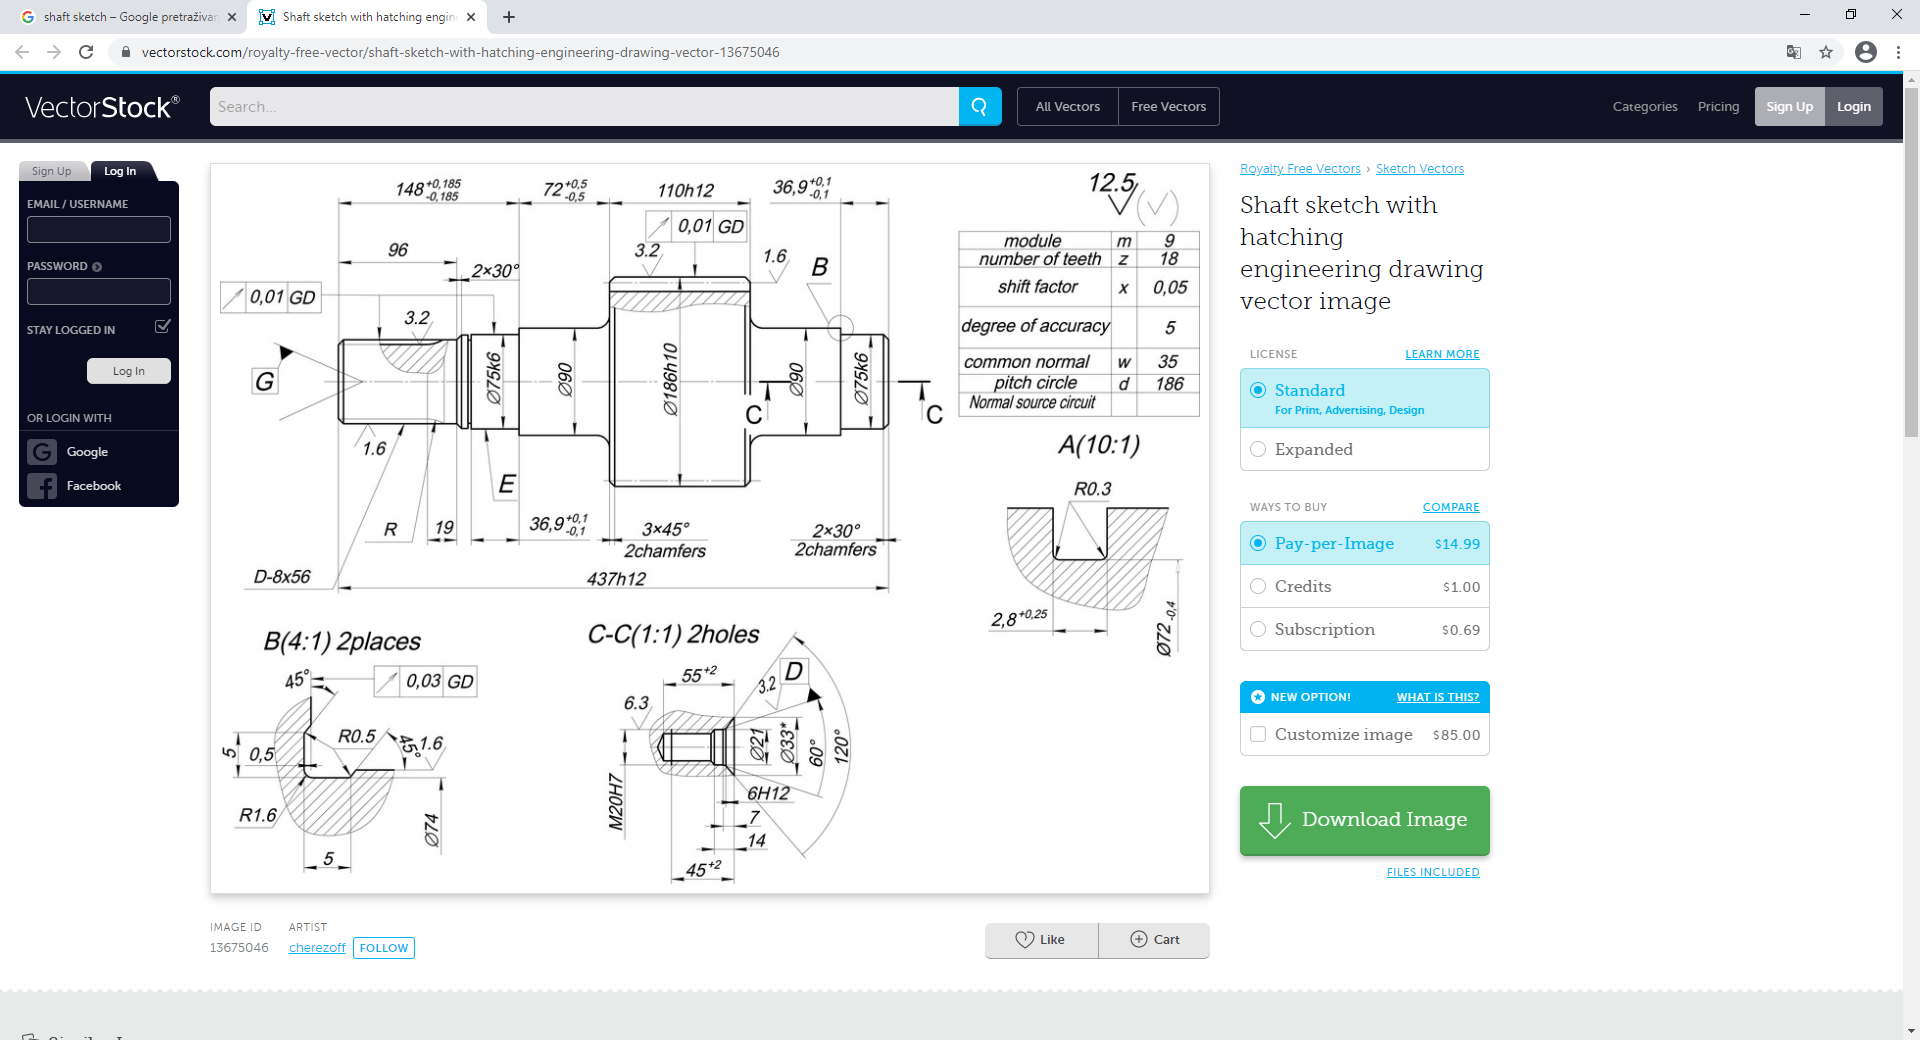 shaft sketch – Google pretraživan
Shaft sketch with hatching engin
vectorstock.com/royalty-free-vector/shaft-sketch-with-hatching-engineering-drawing-vector-13675046
VectorStock®
Search...
All Vectors
Free Vectors
Categories
Pricing
Sign Up
Login
Sign Up
Log In
EMAIL / USERNAME
PASSWORD
STAY LOGGED IN
Log In
OR LOGIN WITH
Google
Facebook
148 +0,185 -0,185
72 +0,5 -0,5
110h12
36,9 +0,1 -0,1
12.5
0,01 GD
96
2×30°
3.2
1.6
B
0,01 GD
3.2
G
Ø75k6
Ø90
Ø186h10
Ø90
Ø75k6
C
C
1.6
E
R
19
36,9 +0,1 -0,1
3×45°
2chamfers
2×30°
2chamfers
D-8x56
437h12
module m 9
number of teeth z 18
shift factor x 0,05
degree of accuracy 5
common normal w 35
pitch circle d 186
Normal source circuit
A(10:1)
R0.3
2,8 +0,25
Ø72 -0,4
B(4:1) 2places
45°
0,03 GD
R0.5
45°
1.6
5
0,5
R1.6
Ø74
5
C-C(1:1) 2holes
55 +2
3.2
D
6.3
Ø21
Ø33*
60°
120°
M20H7
6H12
7
14
45 +2
Royalty Free Vectors › Sketch Vectors
Shaft sketch with
hatching
engineering drawing
vector image
LICENSE
LEARN MORE
Standard
For Print, Advertising, Design
Expanded
WAYS TO BUY
COMPARE
Pay-per-Image $14.99
Credits $1.00
Subscription $0.69
NEW OPTION!
WHAT IS THIS?
Customize image $85.00
Download Image
FILES INCLUDED
IMAGE ID
ARTIST
13675046
cherezoff
FOLLOW
Like
Cart